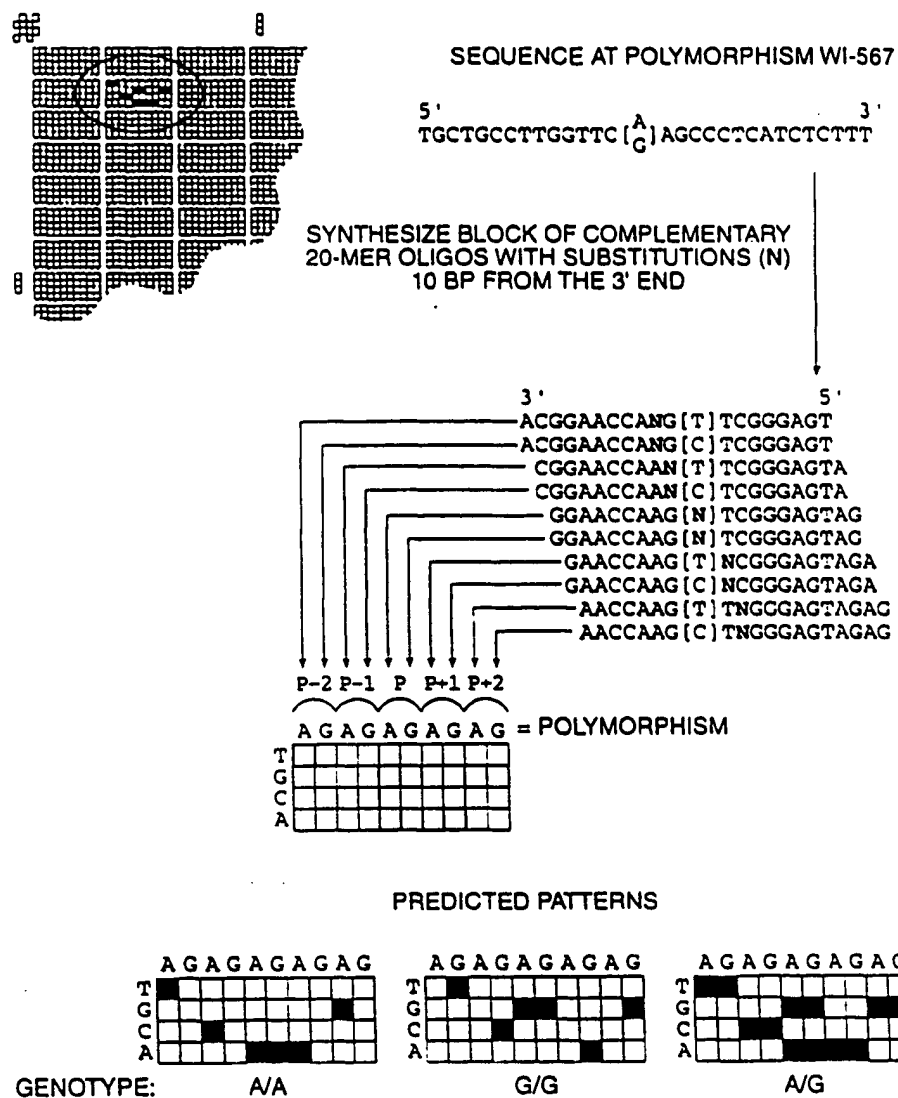 SEQUENCE AT POLYMORPHISM WI-567
5' 3'
TGCTGCCTTGGTTC[A/G]AGCCCTCATCTCTTT
SYNTHESIZE BLOCK OF COMPLEMENTARY
20-MER OLIGOS WITH SUBSTITUTIONS (N)
10 BP FROM THE 3' END
3' 5'
ACGGAACCANG[T]TCGGGAGT
ACGGAACCANG[C]TCGGGAGT
CGGAACCAAN[T]TCGGGAGTA
CGGAACCAAN[C]TCGGGAGTA
GGAACCAAG[N]TCGGGAGTAG
GGAACCAAG[N]TCGGGAGTAG
GAACCAAG[T]NCGGGAGTAGA
GAACCAAG[C]NCGGGAGTAGA
AACCAAG[T]TNGGGAGTAGAG
AACCAAG[C]TNGGGAGTAGAG
P-2 P-1 P P+1 P+2
A G A G A G A G A G = POLYMORPHISM
T
G
C
A
PREDICTED PATTERNS
A G A G A G A G A G A G A G A G A G A G A G A G A G A G A G
T T T
G G G
C C C
A A A
GENOTYPE: A/A G/G A/G